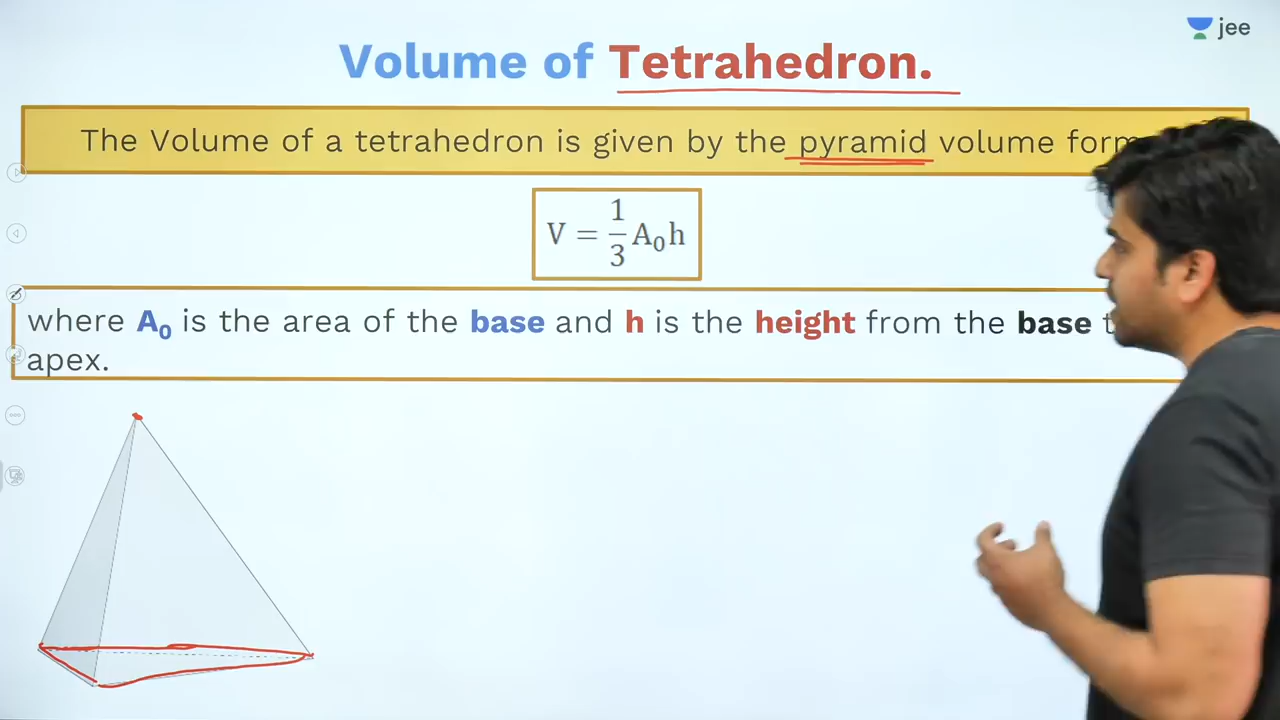 jee
Volume of Tetrahedron.
The Volume of a tetrahedron is given by the pyramid volume
V = 1/3 A₀h
where A₀ is the area of the base and h is the height from the base
apex.